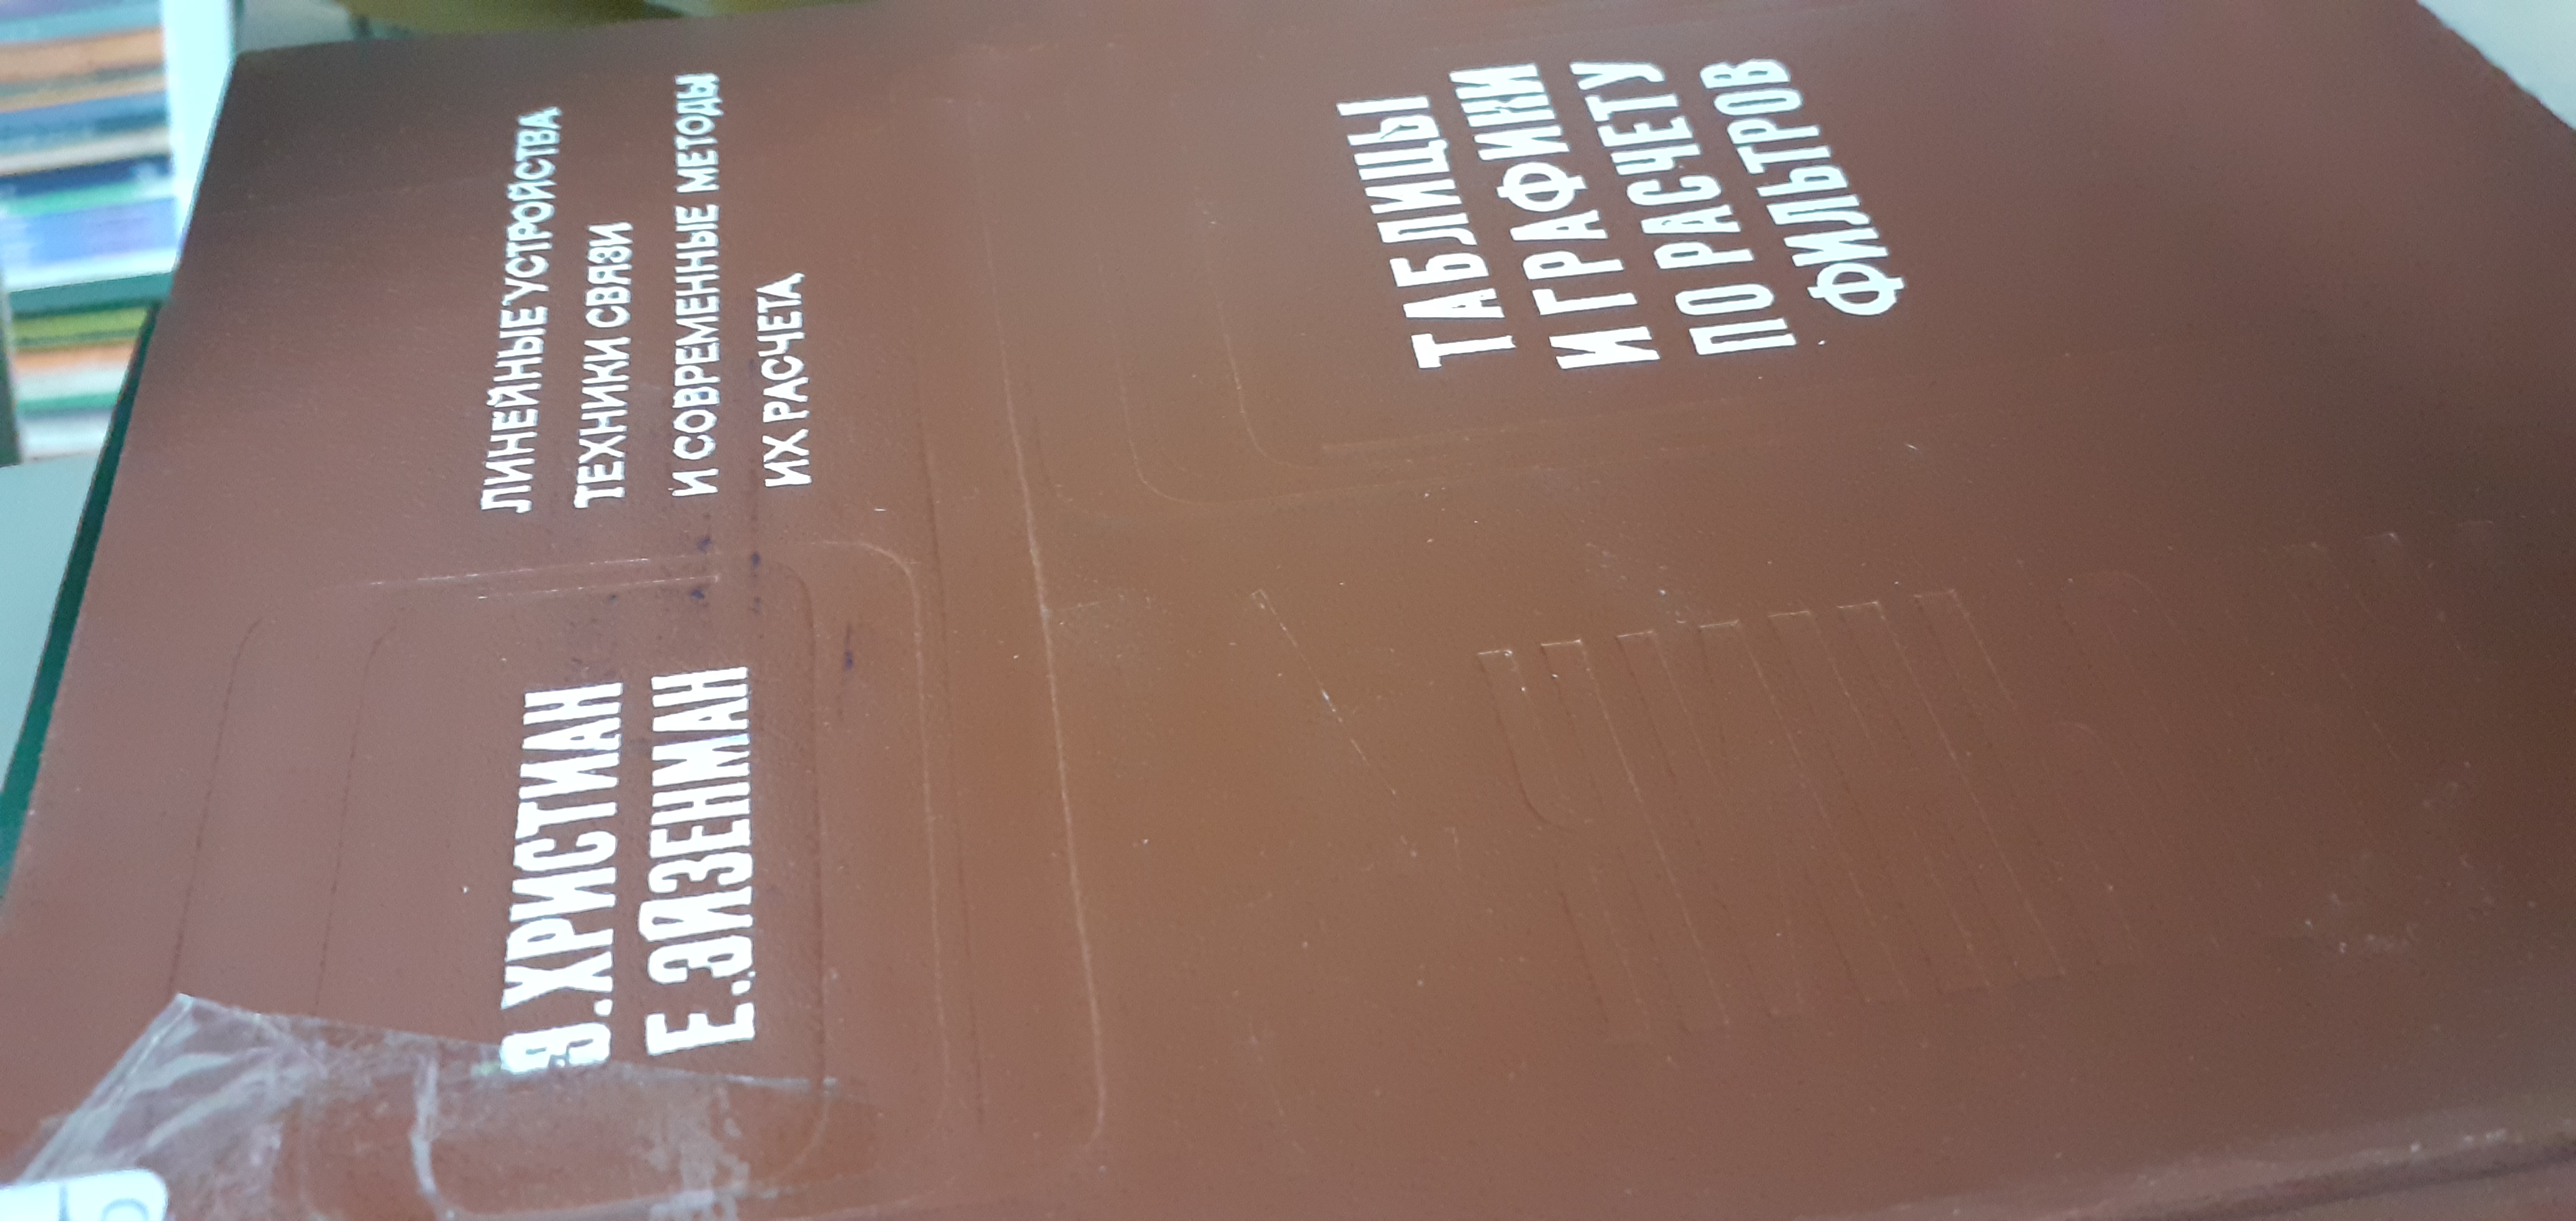 ЛИНЕЙНЫЕ УСТРОЙСТВА
ТЕХНИКИ СВЯЗИ
И СОВРЕМЕННЫЕ МЕТОДЫ
ИХ РАСЧЕТА
Э.ХРИСТИАН
Е.ЭЙЗЕНМАН
ТАБЛИЦЫ
И ГРАФИКИ
ПО РАСЧЕТУ
ФИЛЬТРОВ